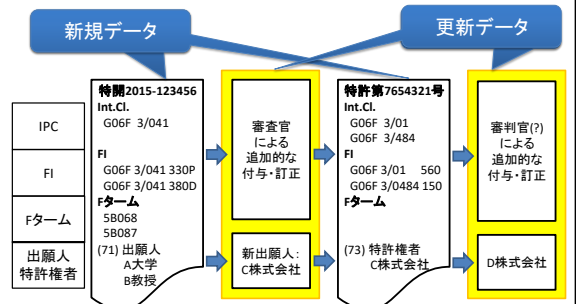 新規データ
更新データ
IPC
FI
Fターム
出願人
特許権者
特開2015-123456
Int.Cl.
G06F 3/041
FI
G06F 3/041 330P
G06F 3/041 380D
Fターム
5B068
5B087
(71) 出願人
A大学
B教授
審査官
による
追加的な
付与・訂正
新出願人:
C株式会社
特許第7654321号
Int.Cl.
G06F 3/01
G06F 3/484
FI
G06F 3/01 560
G06F 3/0484 150
Fターム
(73) 特許権者
C株式会社
審判官(?)
による
追加的な
付与・訂正
D株式会社